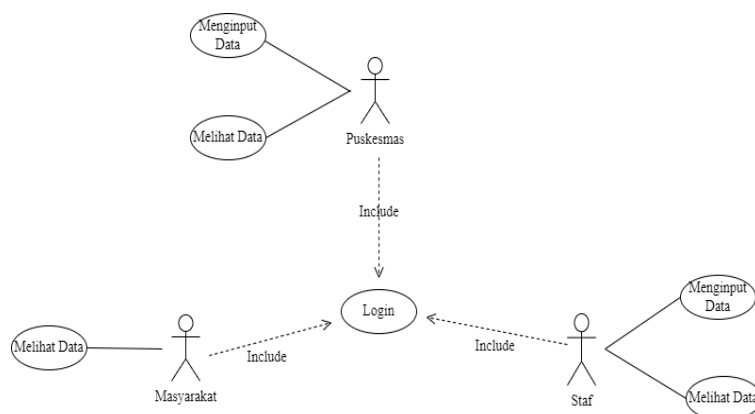 Menginput
Data
Melihat Data
Puskesmas
Include
Login
Melihat Data
Masyarakat
Include
Include
Staf
Menginput
Data
Melihat Data